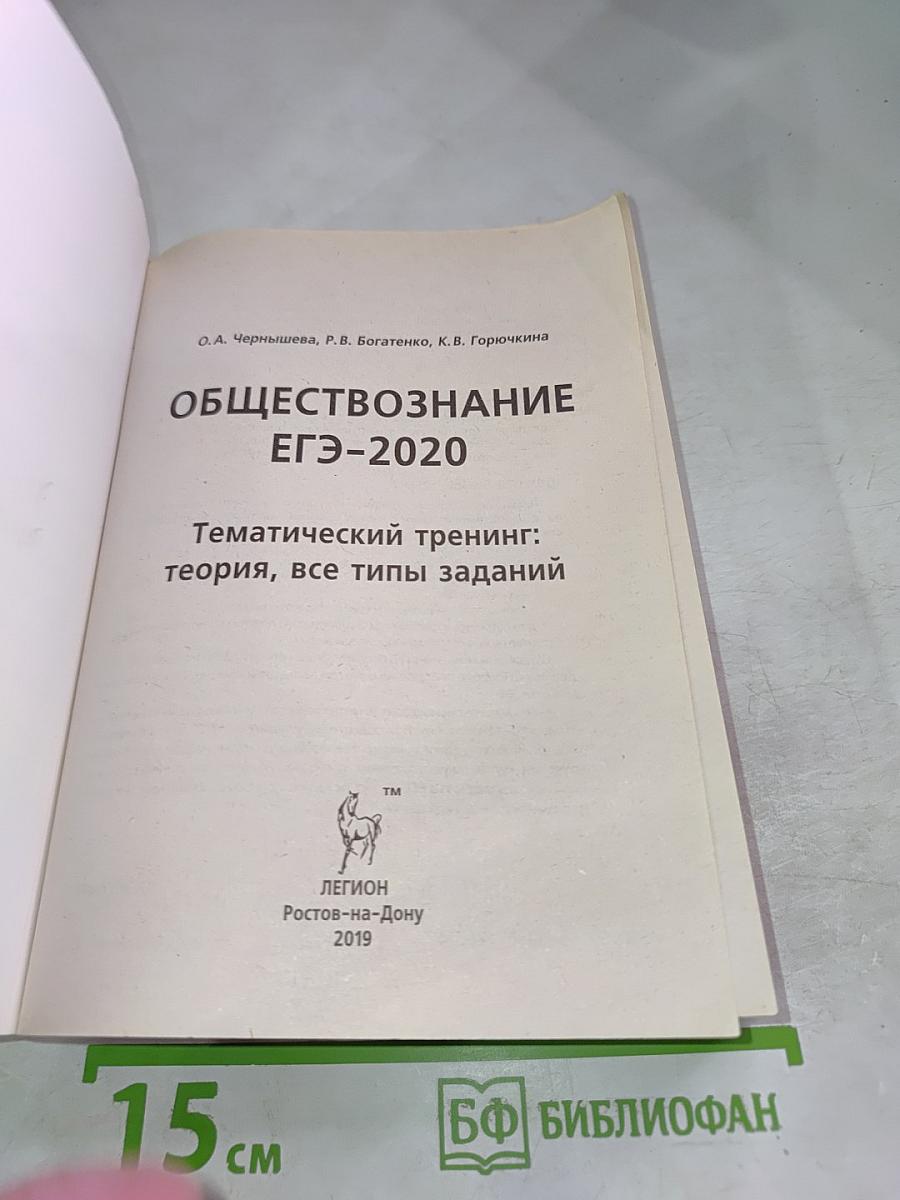 О.А. Чернышева, Р.В. Богатенко, К.В. Горючкина
ОБЩЕСТВОЗНАНИЕ
ЕГЭ–2020
Тематический тренинг:
теория, все типы заданий
TM
ЛЕГИОН
Ростов-на-Дону
2019
15 см
БФ БИБЛИОФАН